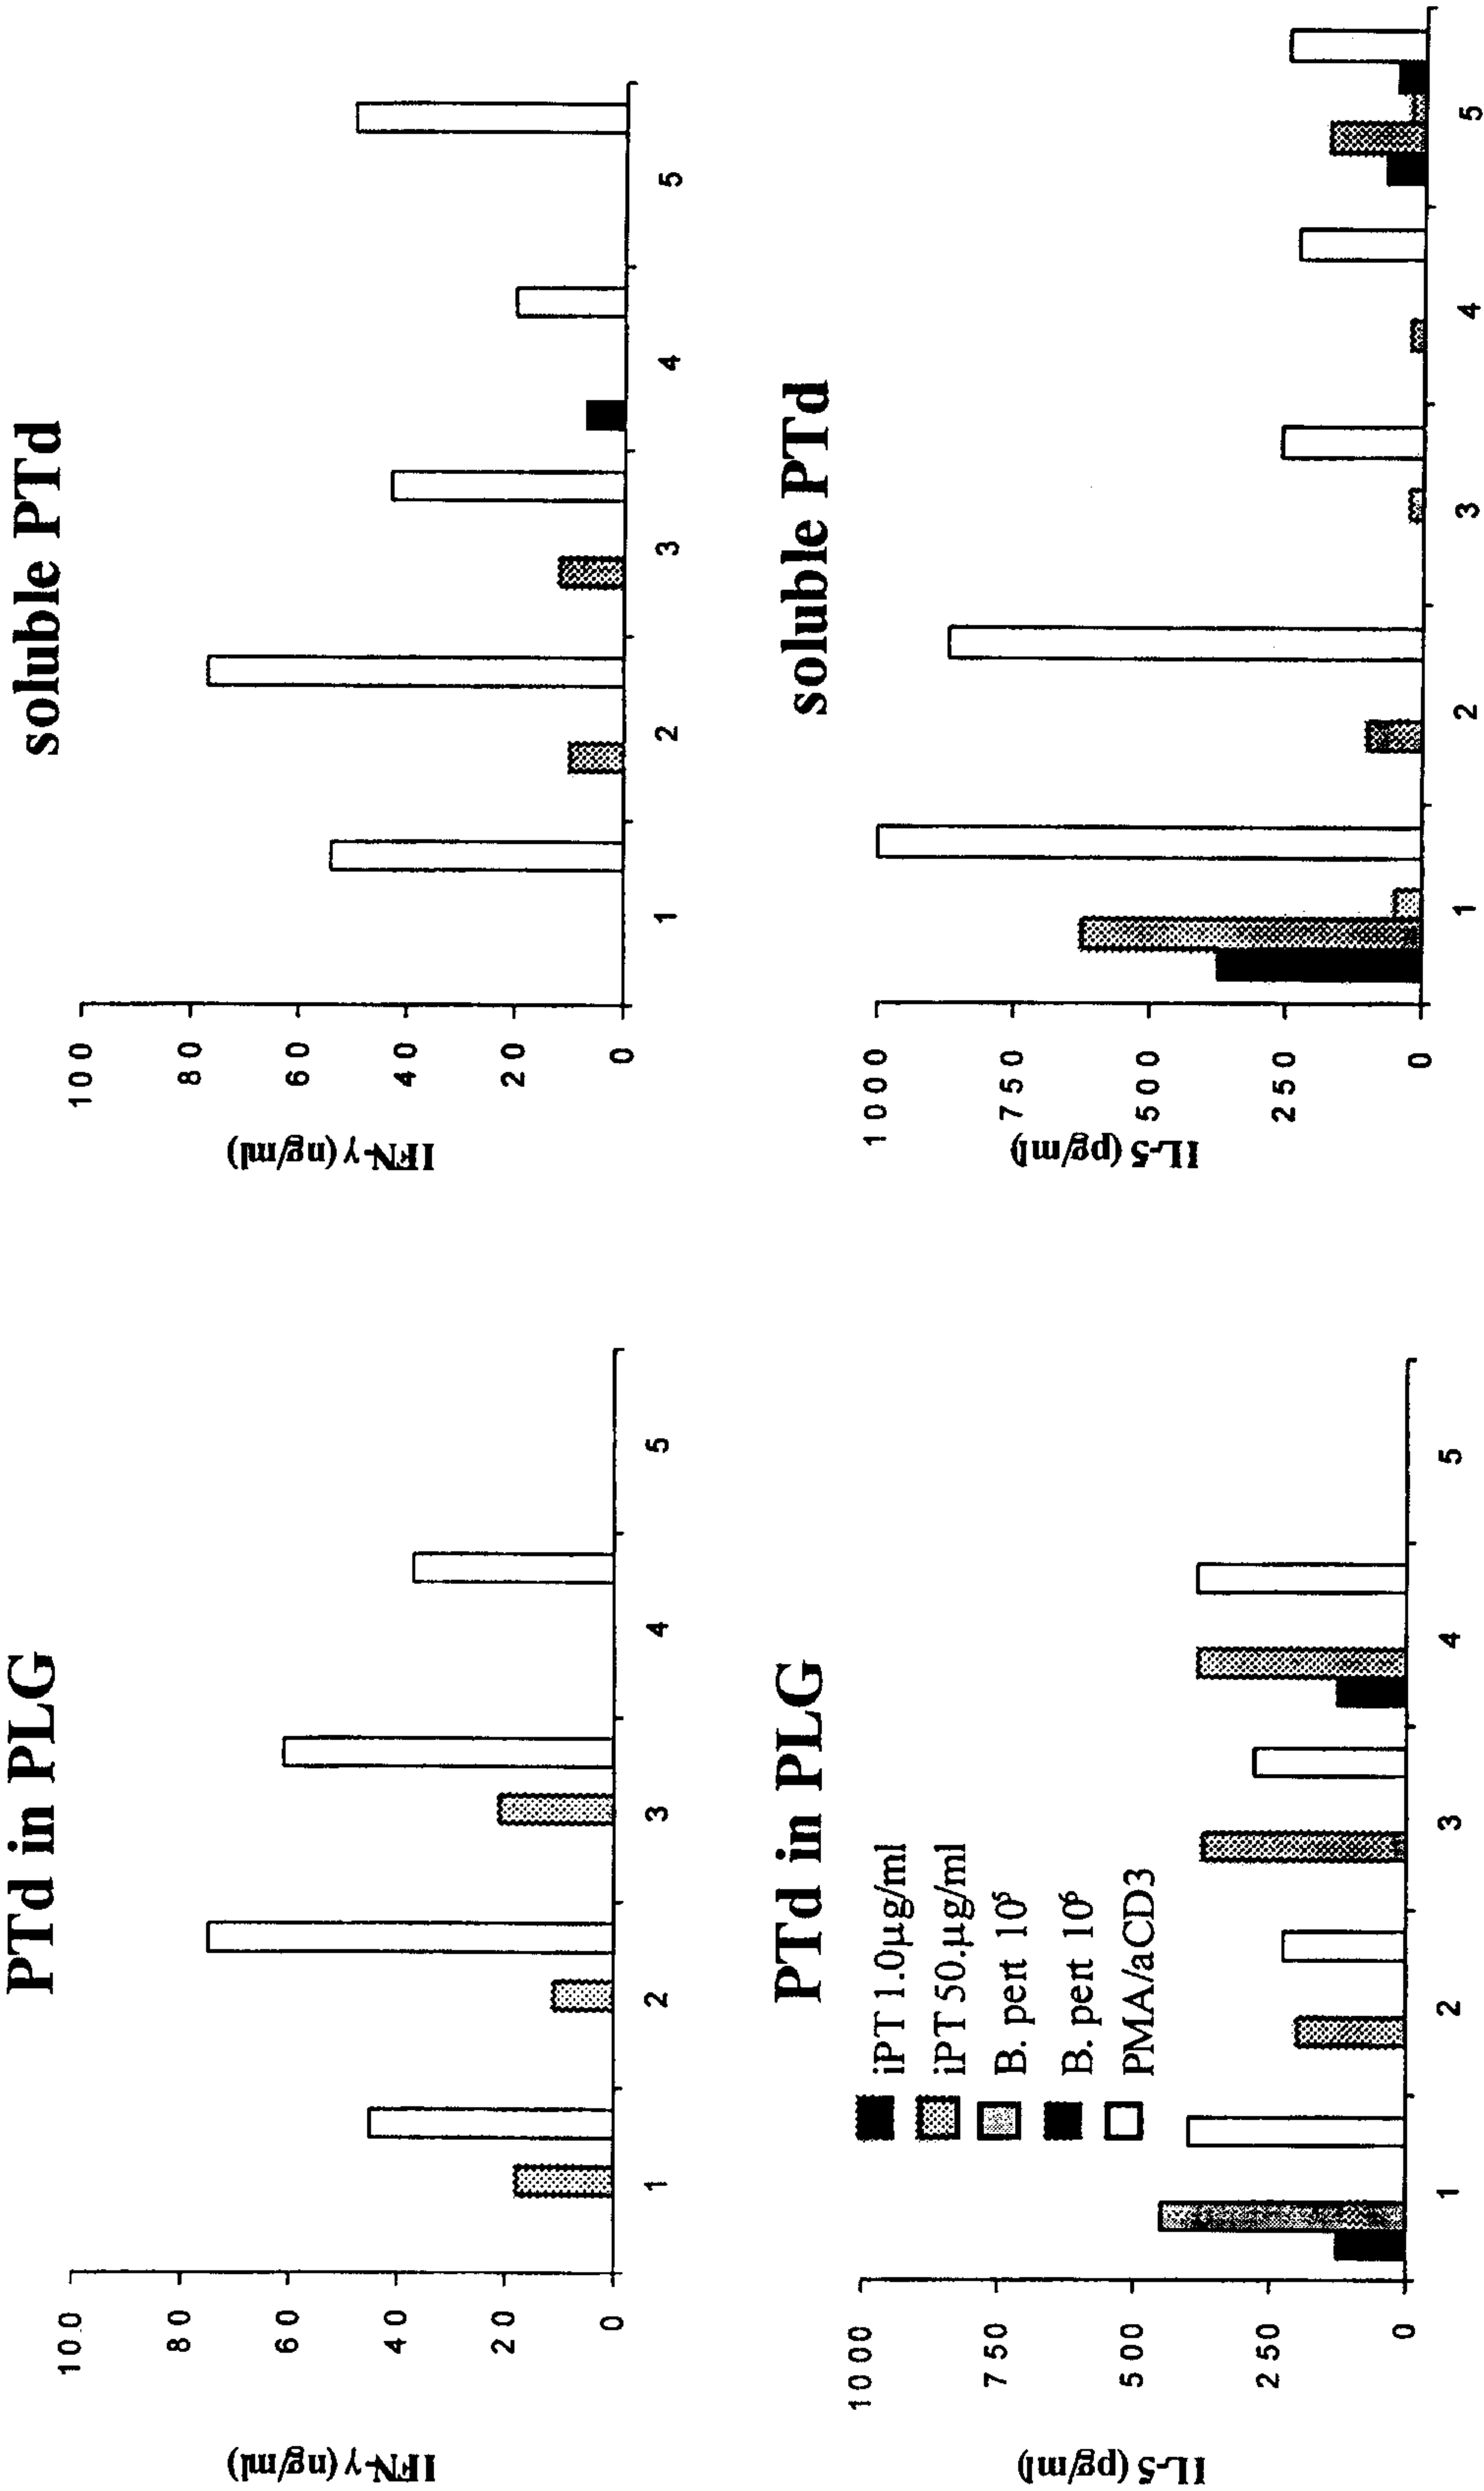 PTd in PLG
IFN-γ (ng/ml)
100
80
60
40
20
0
1 2 3 4 5
soluble PTd
IFN-γ (ng/ml)
100
80
60
40
20
0
1 2 3 4 5
PTd in PLG
IL-5 (pg/ml)
1000
750
500
250
0
iPT 1.0µg/ml
iPT 50.µg/ml
B. pert 10⁵
B. pert 10⁶
PMA/aCD3
1 2 3 4 5
soluble PTd
IL-5 (pg/ml)
1000
750
500
250
0
1 2 3 4 5